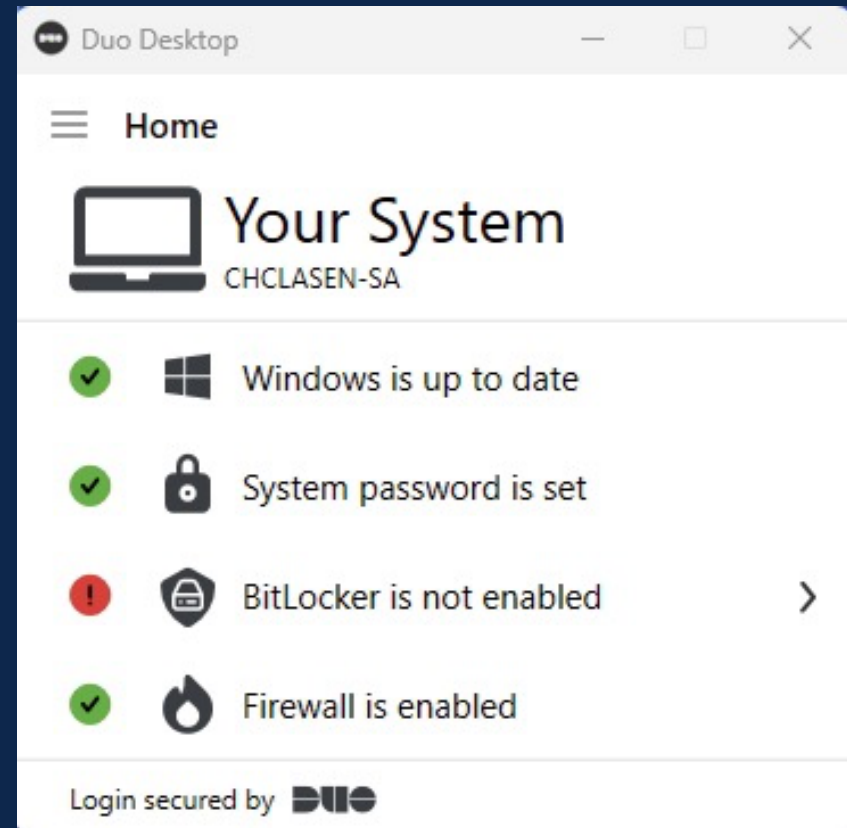 Duo Desktop
Home
Your System
CHCLASEN-SA
Windows is up to date
System password is set
BitLocker is not enabled
Firewall is enabled
Login secured by DUO